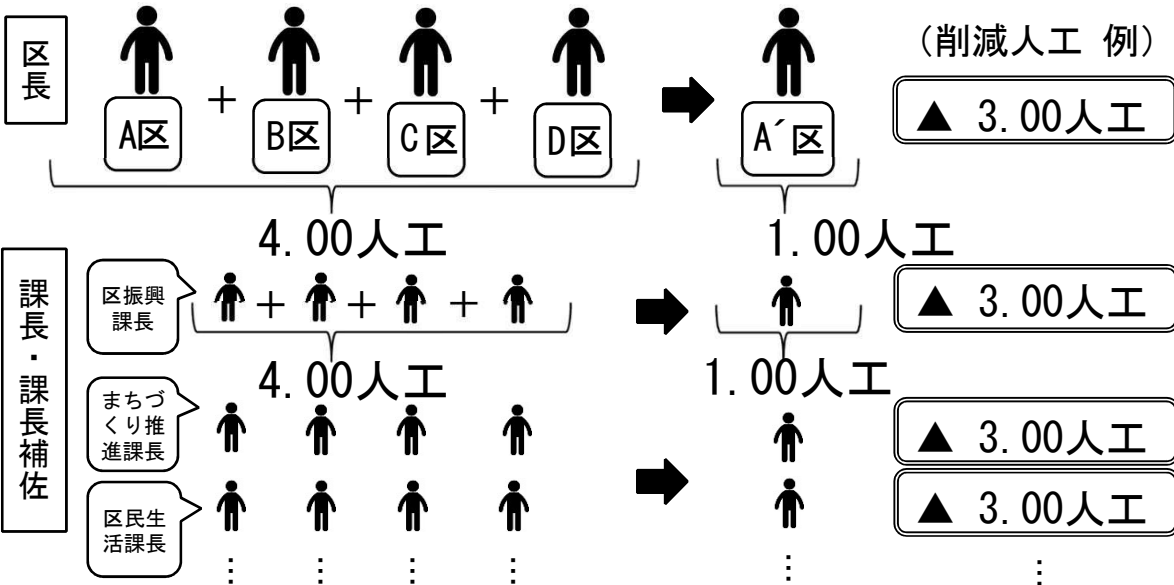 区長
(削減人工 例)
A区 + B区 + C区 + D区
A´区
▲ 3.00人工
4.00人工
1.00人工
課長・課長補佐
区振興
課長
+ + +
▲ 3.00人工
4.00人工
1.00人工
まちづ
くり推
進課長
▲ 3.00人工
区民生
活課長
▲ 3.00人工
⋮ ⋮ ⋮ ⋮ ⋮ ⋮